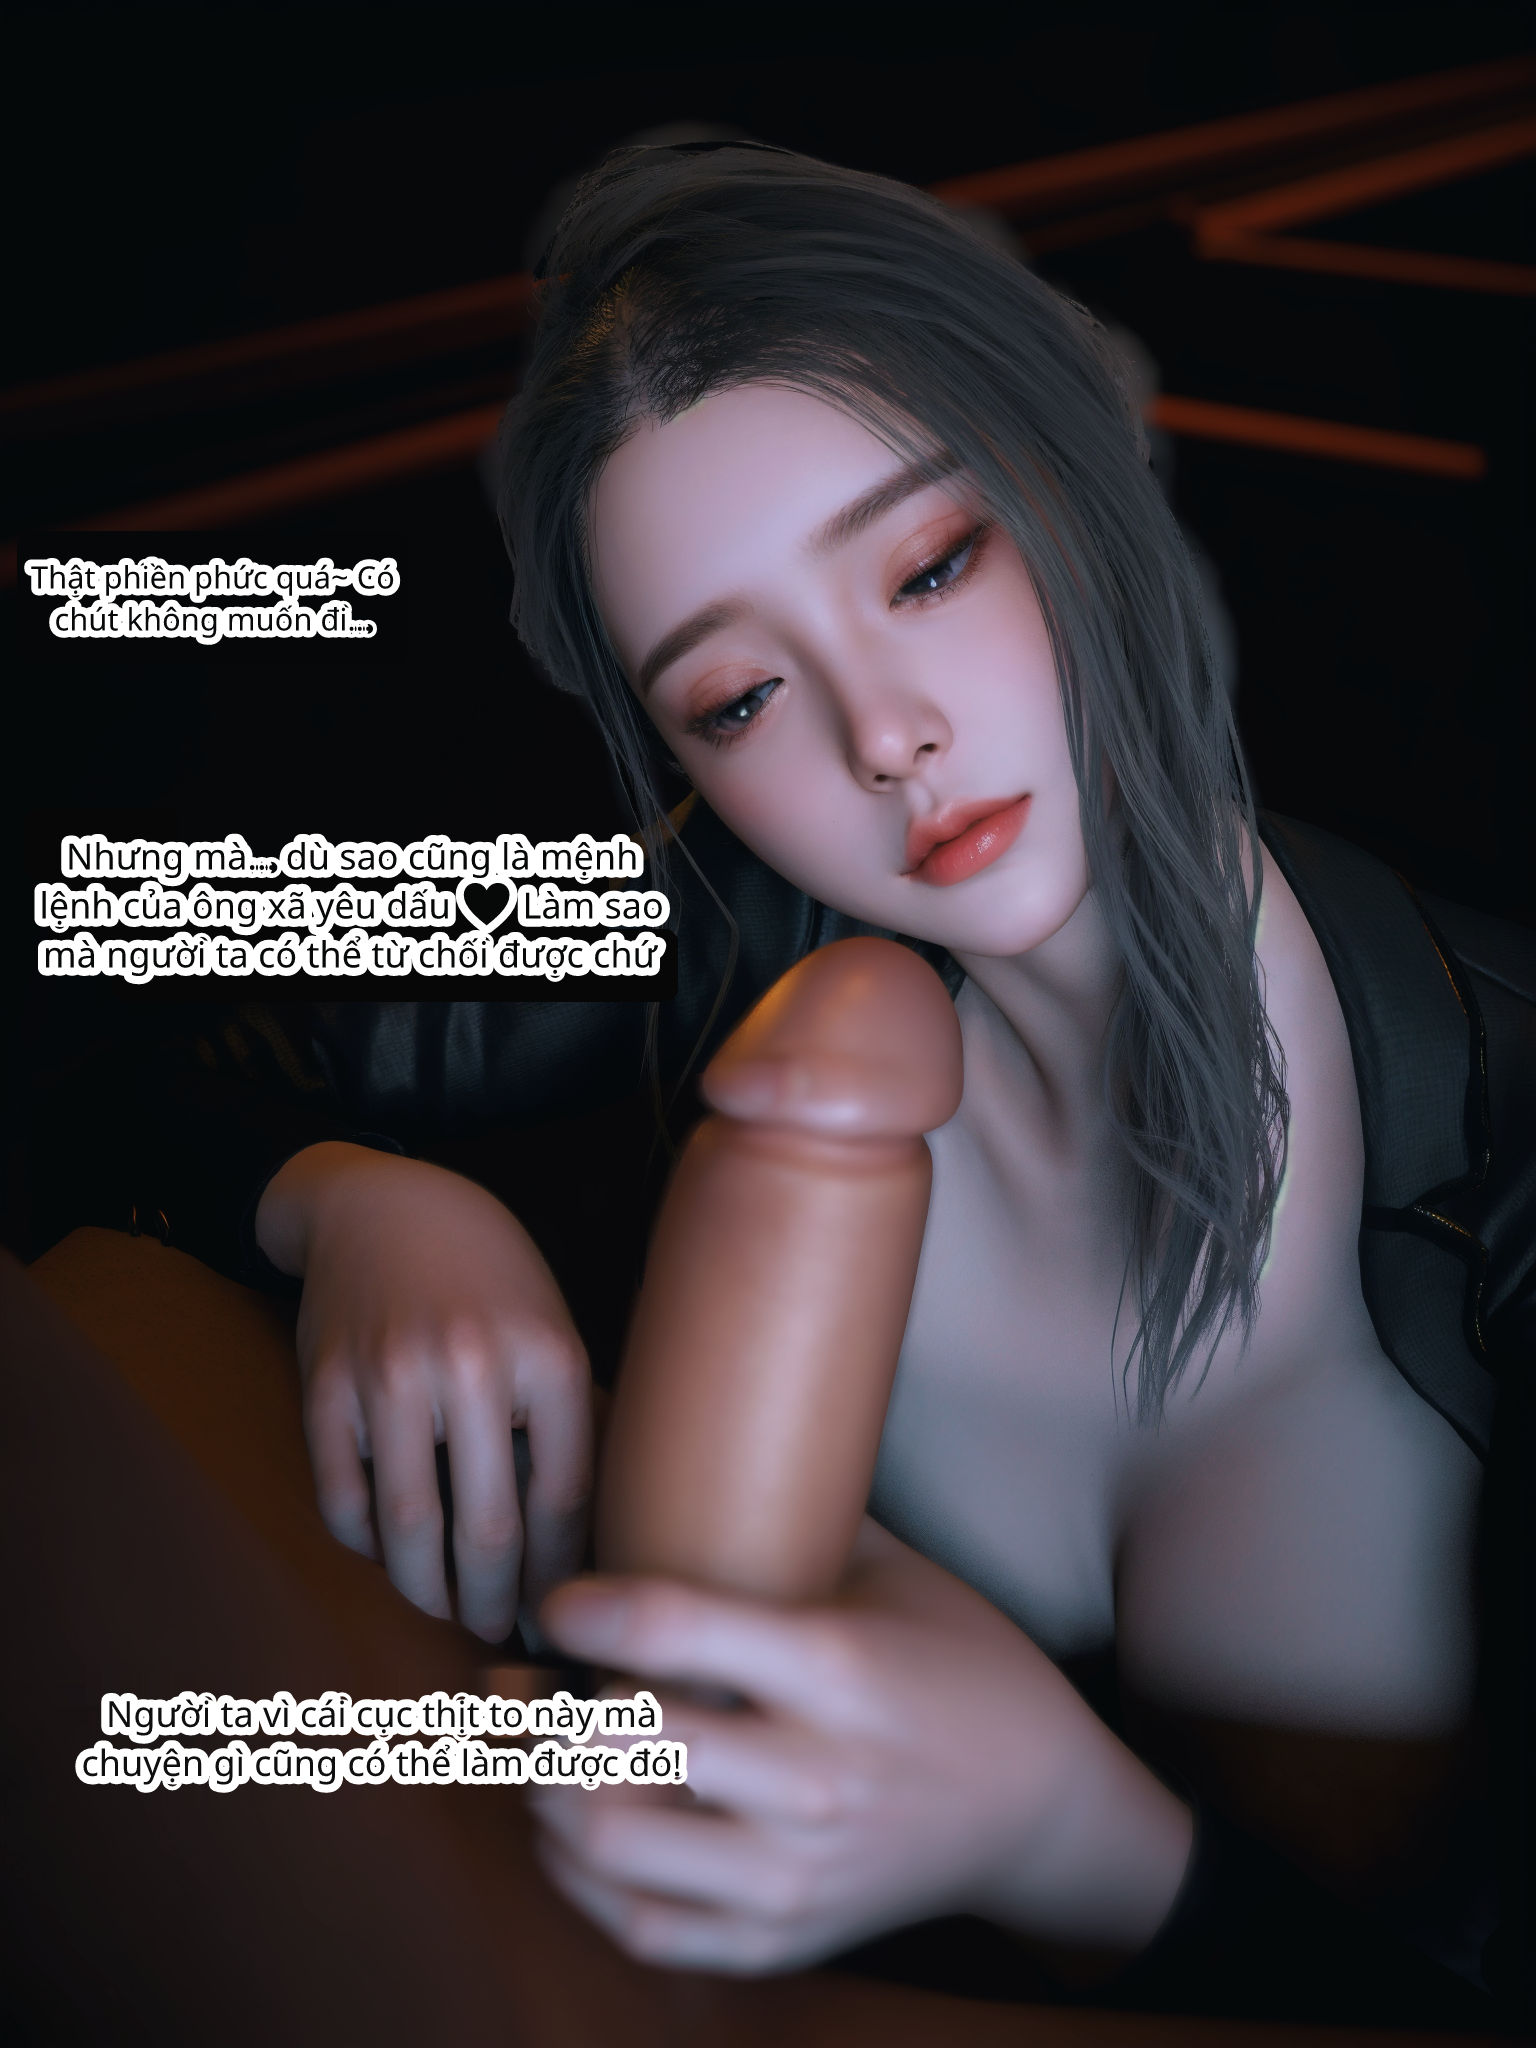 Thật phiền phức quá~ Có
chút không muốn đi...
Nhưng mà... dù sao cũng là mệnh
lệnh của ông xã yêu dấu♥ Làm sao
mà người ta có thể từ chối được chứ
Người ta vì cái cục thịt to này mà
chuyện gì cũng có thể làm được đó!